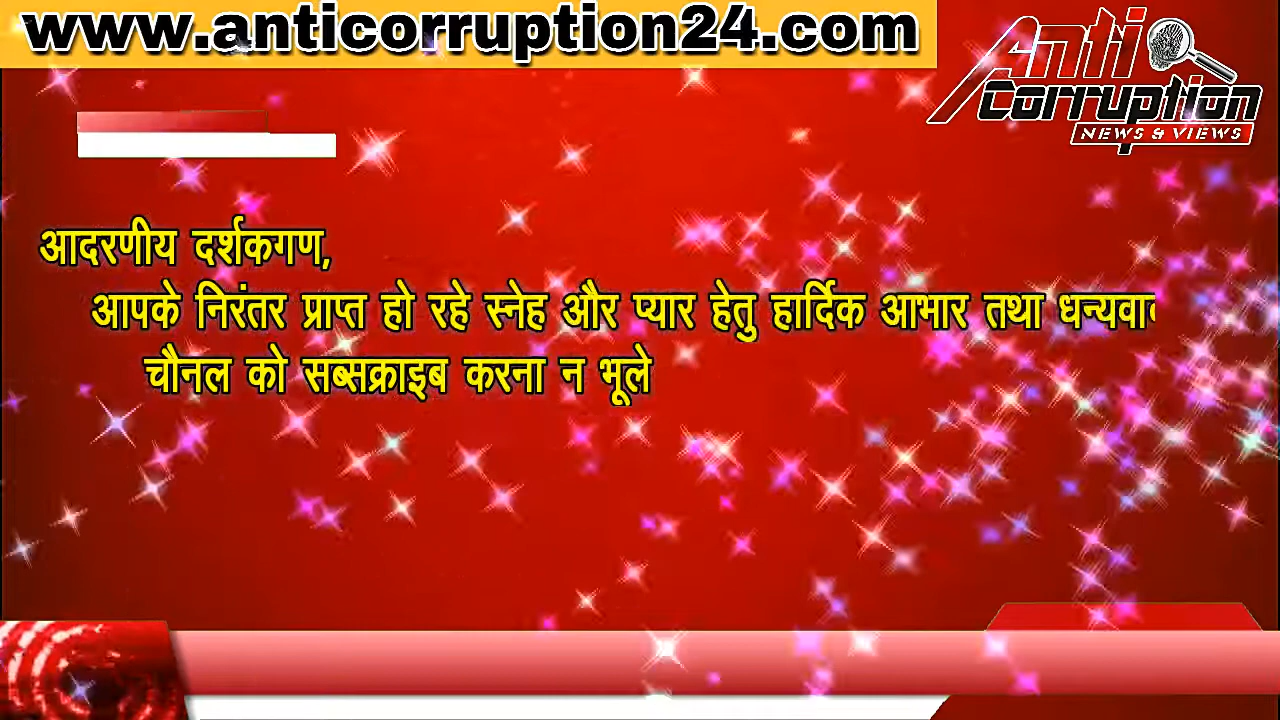 www.anticorruption24.com
Anti
Corruption
NEWS & VIEWS
आदरणीय दर्शकगण,
आपके निरंतर प्राप्त हो रहे स्नेह और प्यार हेतु हार्दिक आभार तथा
चौनल को सब्सक्राइब करना न भूले